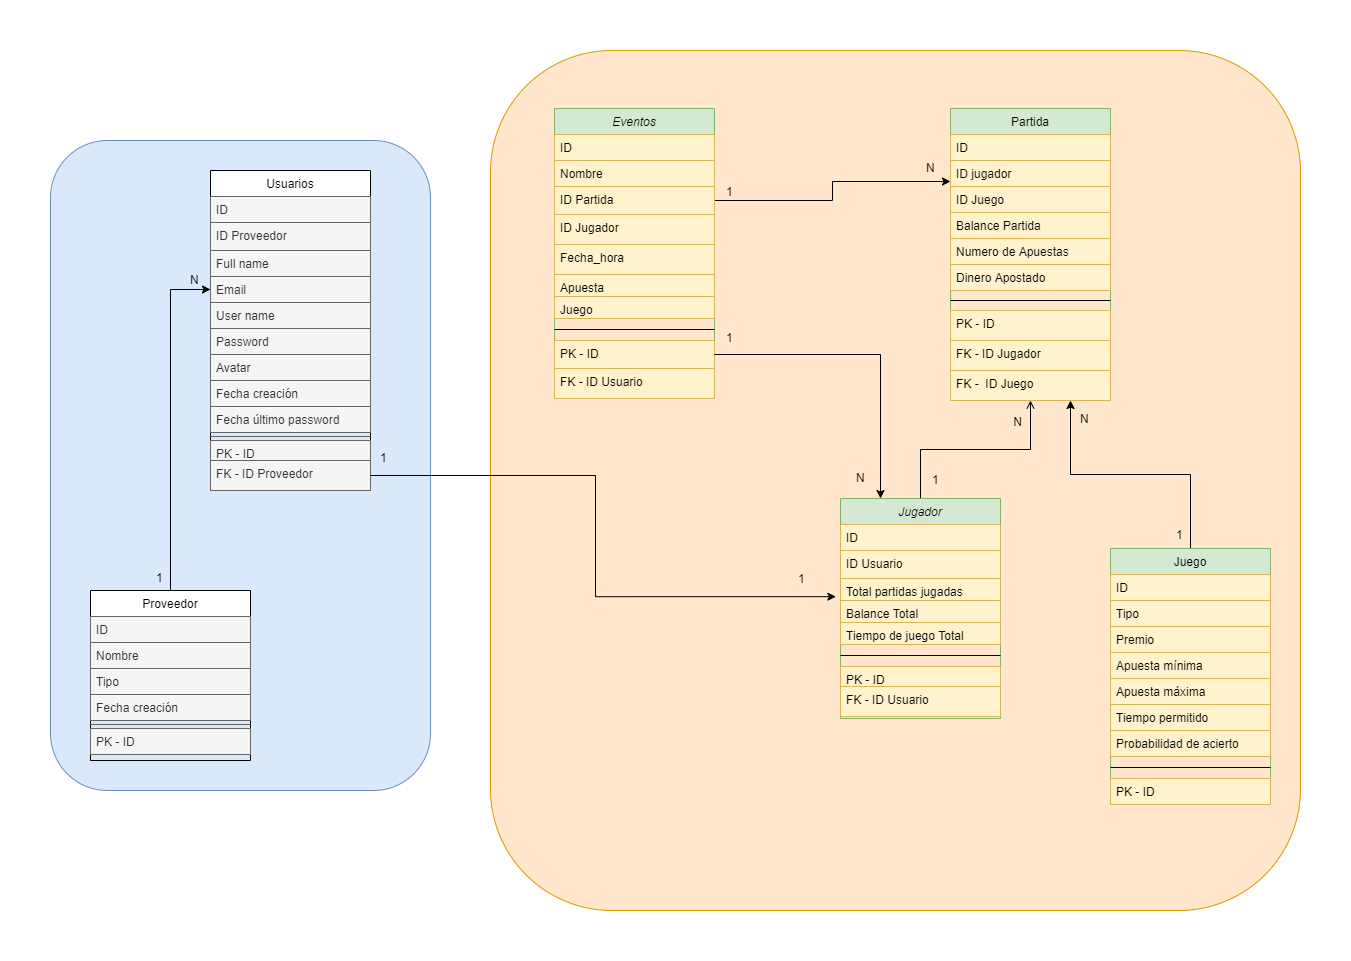 Usuarios
ID
ID Proveedor
Full name
Email
User name
Password
Avatar
Fecha creación
Fecha último password
PK - ID
FK - ID Proveedor
N
1
1
Proveedor
ID
Nombre
Tipo
Fecha creación
PK - ID
Eventos
ID
Nombre
ID Partida
ID Jugador
Fecha_hora
Apuesta
Juego
PK - ID
FK - ID Usuario
1
N
1
N
Partida
ID
ID jugador
ID Juego
Balance Partida
Numero de Apuestas
Dinero Apostado
PK - ID
FK - ID Jugador
FK -  ID Juego
N
N
1
1
1
Jugador
ID
ID Usuario
Total partidas jugadas
Balance Total
Tiempo de juego Total
PK - ID
FK - ID Usuario
Juego
ID
Tipo
Premio
Apuesta mínima
Apuesta máxima
Tiempo permitido
Probabilidad de acierto
PK - ID